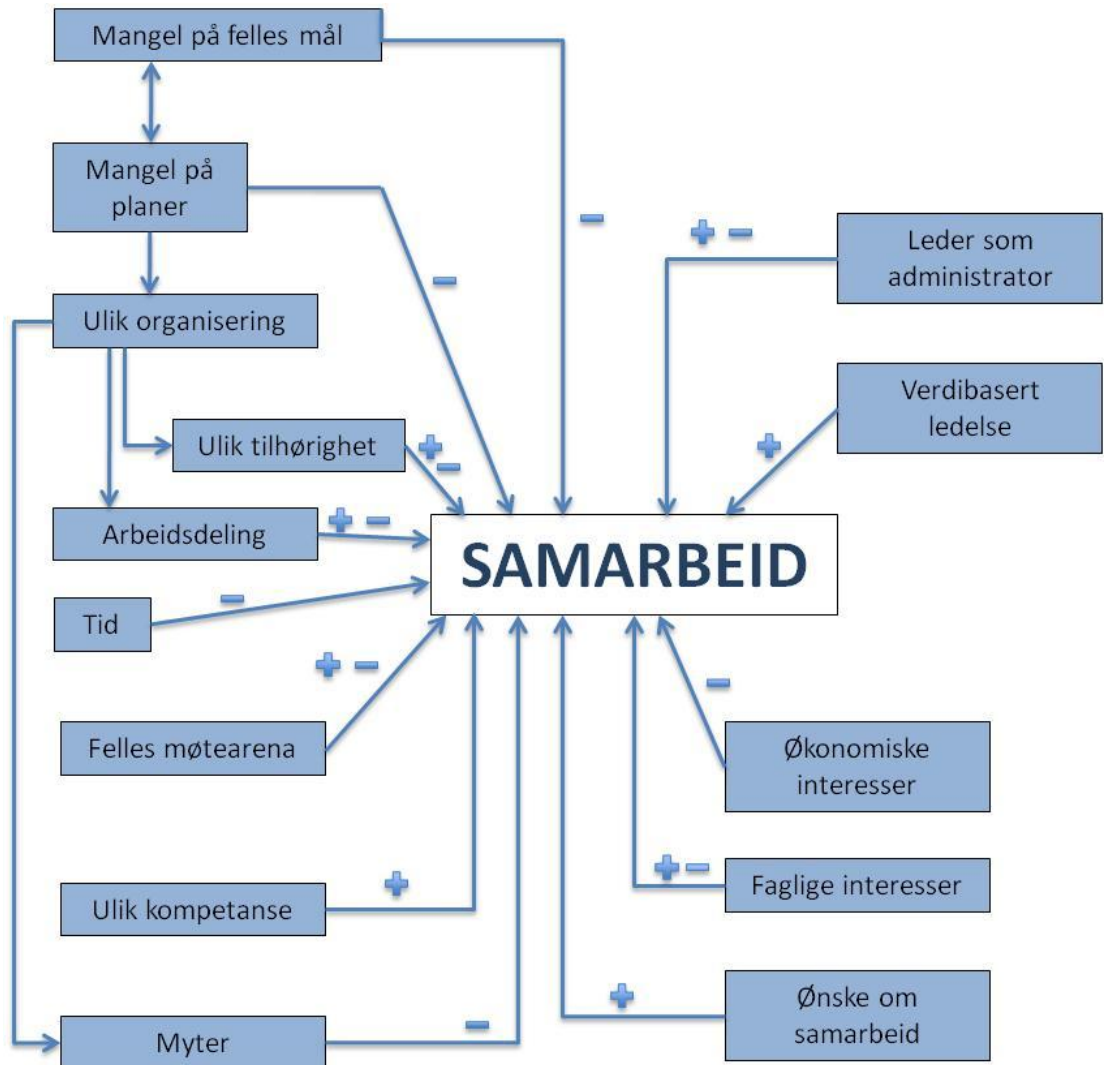 Mangel på felles mål
Mangel på
planer
Ulik organisering
Ulik tilhørighet
Arbeidsdeling
Tid
Felles møtearena
Ulik kompetanse
Myter
SAMARBEID
Leder som
administrator
Verdibasert
ledelse
Økonomiske
interesser
Faglige interesser
Ønske om
samarbeid